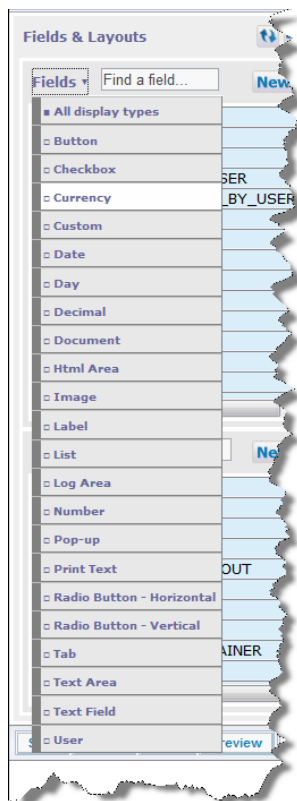 Fields & Layouts
Fields Find a field... New
All display types
Button
Checkbox
SER
Currency
_BY_USER
Custom
Date
Day
Decimal
Document
Html Area
Image
Label
List
Ne
Log Area
Number
Pop-up
Print Text
OUT
Radio Button - Horizontal
Radio Button - Vertical
Tab
AINER
Text Area
Text Field
User
S review